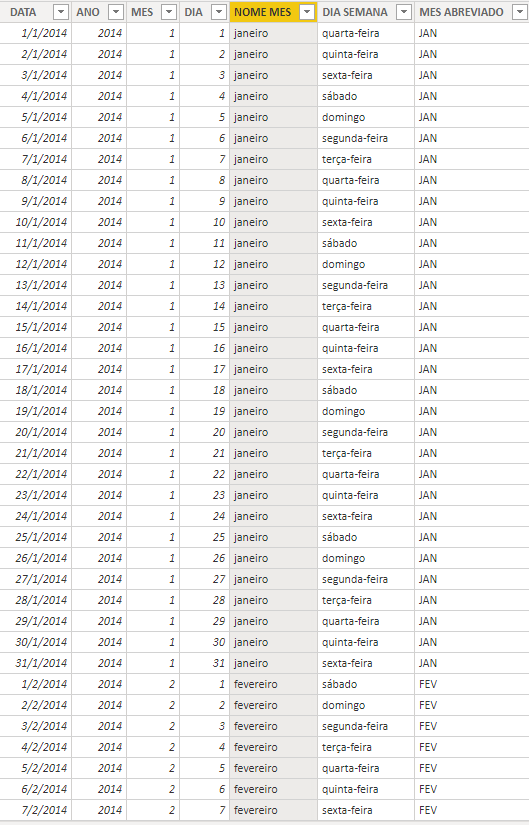 DATA ANO MES DIA NOME MES DIA SEMANA MES ABREVIADO
1/1/2014 2014 1 1 janeiro quarta-feira JAN
2/1/2014 2014 1 2 janeiro quinta-feira JAN
3/1/2014 2014 1 3 janeiro sexta-feira JAN
4/1/2014 2014 1 4 janeiro sábado JAN
5/1/2014 2014 1 5 janeiro domingo JAN
6/1/2014 2014 1 6 janeiro segunda-feira JAN
7/1/2014 2014 1 7 janeiro terça-feira JAN
8/1/2014 2014 1 8 janeiro quarta-feira JAN
9/1/2014 2014 1 9 janeiro quinta-feira JAN
10/1/2014 2014 1 10 janeiro sexta-feira JAN
11/1/2014 2014 1 11 janeiro sábado JAN
12/1/2014 2014 1 12 janeiro domingo JAN
13/1/2014 2014 1 13 janeiro segunda-feira JAN
14/1/2014 2014 1 14 janeiro terça-feira JAN
15/1/2014 2014 1 15 janeiro quarta-feira JAN
16/1/2014 2014 1 16 janeiro quinta-feira JAN
17/1/2014 2014 1 17 janeiro sexta-feira JAN
18/1/2014 2014 1 18 janeiro sábado JAN
19/1/2014 2014 1 19 janeiro domingo JAN
20/1/2014 2014 1 20 janeiro segunda-feira JAN
21/1/2014 2014 1 21 janeiro terça-feira JAN
22/1/2014 2014 1 22 janeiro quarta-feira JAN
23/1/2014 2014 1 23 janeiro quinta-feira JAN
24/1/2014 2014 1 24 janeiro sexta-feira JAN
25/1/2014 2014 1 25 janeiro sábado JAN
26/1/2014 2014 1 26 janeiro domingo JAN
27/1/2014 2014 1 27 janeiro segunda-feira JAN
28/1/2014 2014 1 28 janeiro terça-feira JAN
29/1/2014 2014 1 29 janeiro quarta-feira JAN
30/1/2014 2014 1 30 janeiro quinta-feira JAN
31/1/2014 2014 1 31 janeiro sexta-feira JAN
1/2/2014 2014 2 1 fevereiro sábado FEV
2/2/2014 2014 2 2 fevereiro domingo FEV
3/2/2014 2014 2 3 fevereiro segunda-feira FEV
4/2/2014 2014 2 4 fevereiro terça-feira FEV
5/2/2014 2014 2 5 fevereiro quarta-feira FEV
6/2/2014 2014 2 6 fevereiro quinta-feira FEV
7/2/2014 2014 2 7 fevereiro sexta-feira FEV